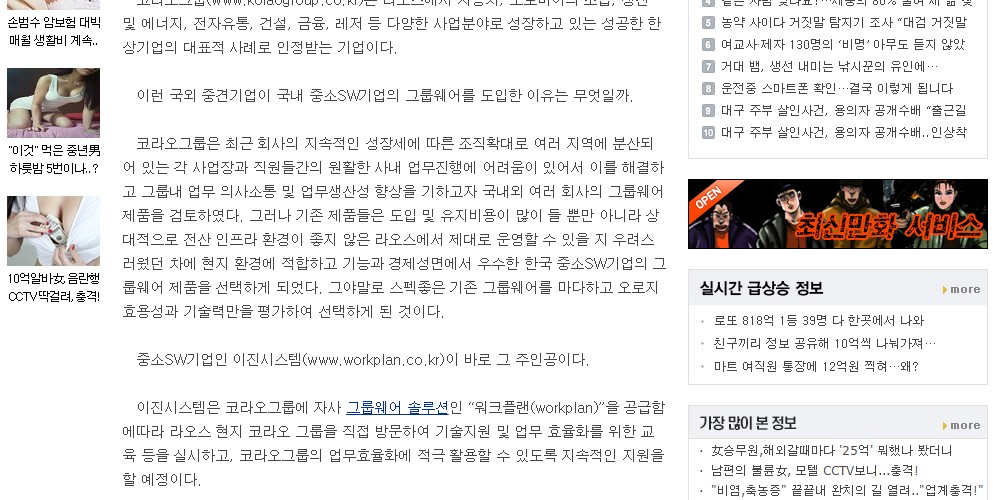 손범수 암보험 대박
매월 생활비 계속..
"이것" 먹은 중년男
하룻밤 5번이나..?
10억알바女 음란행
CCTV딱걸려, 충격!
코라오그룹(www.kolaogroup.co.kr)은 라오스에서 자동차, 오토바이의 조립, 생산
및 에너지, 전자유통, 건설, 금융, 레저 등 다양한 사업분야로 성장하고 있는 성공한 한
상기업의 대표적 사례로 인정받는 기업이다.
이런 국외 중견기업이 국내 중소SW기업의 그룹웨어를 도입한 이유는 무엇일까.
코라오그룹은 최근 회사의 지속적인 성장세에 따른 조직확대로 여러 지역에 분산되
어 있는 각 사업장과 직원들간의 원활한 사내 업무진행에 어려움이 있어서 이를 해결하
고 그룹내 업무 의사소통 및 업무생산성 향상을 기하고자 국내외 여러 회사의 그룹웨어
제품을 검토하였다. 그러나 기존 제품들은 도입 및 유지비용이 많이 들 뿐만 아니라 상
대적으로 전산 인프라 환경이 좋지 않은 라오스에서 제대로 운영할 수 있을 지 우려스
러웠던 차에 현지 환경에 적합하고 기능과 경제성면에서 우수한 한국 중소SW기업의 그
룹웨어 제품을 선택하게 되었다. 그야말로 스펙좋은 기존 그룹웨어를 마다하고 오로지
효용성과 기술력만을 평가하여 선택하게 된 것이다.
중소SW기업인 이진시스템(www.workplan.co.kr)이 바로 그 주인공이다.
이진시스템은 코라오그룹에 자사 그룹웨어 솔루션인 “워크플랜(workplan)”을 공급함
에따라 라오스 현지 코라오 그룹을 직접 방문하여 기술지원 및 업무 효율화를 위한 교
육 등을 실시하고, 코라오그룹의 업무효율화에 적극 활용할 수 있도록 지속적인 지원을
할 예정이다.
5 농약 사이다 거짓말 탐지기 조사 “대검 거짓말
6 여교사·제자 130명의 ‘비명’ 아무도 듣지 않았
7 거대 뱀, 생선 내미는 낚시꾼의 유인에…
8 운전중 스마트폰 확인…결국 이렇게 됩니다
9 대구 주부 살인사건, 용의자 공개수배 “출근길
10 대구 주부 살인사건, 용의자 공개수배..인상착
OPEN
최신만화 서비스
실시간 급상승 정보 more
로또 818억 1등 39명 다 한곳에서 나와
친구끼리 정보 공유해 10억씩 나눠가져…
마트 여직원 통장에 12억원 찍혀…왜?
가장 많이 본 정보 more
女승무원,해외갈때마다 '25억' 뭐했나 봤더니
남편의 불륜女, 모텔 CCTV보니...충격!
"비염,축농증" 끝끝내 완치의 길 열려.."업계충격!"